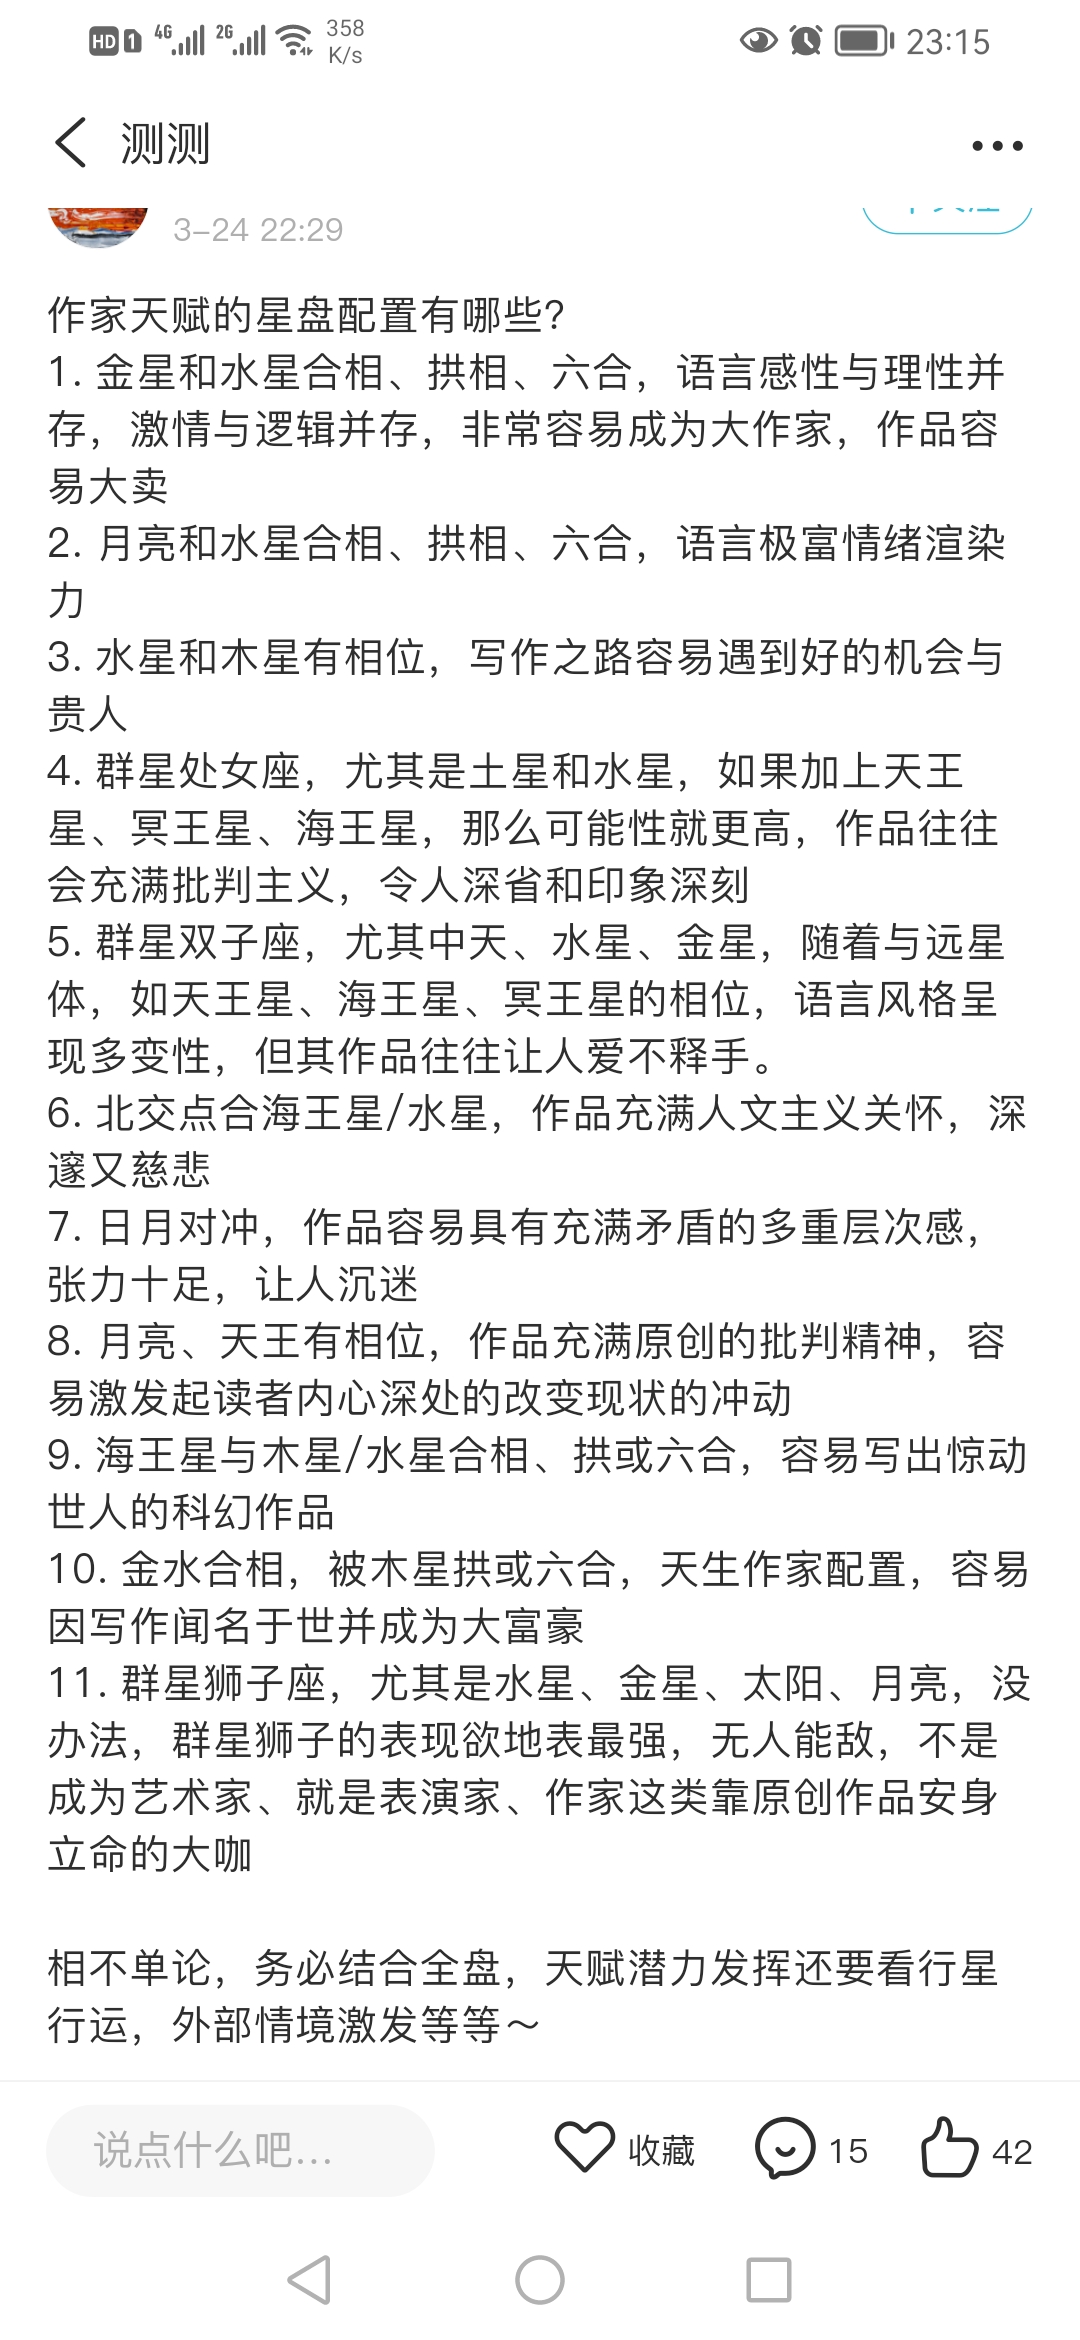 HD 1 4G 2G 358 K/s 23:15
测测
3-24 22:29
作家天赋的星盘配置有哪些?
1. 金星和水星合相、拱相、六合，语言感性与理性并
存，激情与逻辑并存，非常容易成为大作家，作品容
易大卖
2. 月亮和水星合相、拱相、六合，语言极富情绪渲染
力
3. 水星和木星有相位，写作之路容易遇到好的机会与
贵人
4. 群星处女座，尤其是土星和水星，如果加上天王
星、冥王星、海王星，那么可能性就更高，作品往往
会充满批判主义，令人深省和印象深刻
5. 群星双子座，尤其中天、水星、金星，随着与远星
体，如天王星、海王星、冥王星的相位，语言风格呈
现多变性，但其作品往往让人爱不释手。
6. 北交点合海王星/水星，作品充满人文主义关怀，深
邃又慈悲
7. 日月对冲，作品容易具有充满矛盾的多重层次感，
张力十足，让人沉迷
8. 月亮、天王有相位，作品充满原创的批判精神，容
易激发起读者内心深处的改变现状的冲动
9. 海王星与木星/水星合相、拱或六合，容易写出惊动
世人的科幻作品
10. 金水合相，被木星拱或六合，天生作家配置，容易
因写作闻名于世并成为大富豪
11. 群星狮子座，尤其是水星、金星、太阳、月亮，没
办法，群星狮子的表现欲地表最强，无人能敌，不是
成为艺术家、就是表演家、作家这类靠原创作品安身
立命的大咖
相不单论，务必结合全盘，天赋潜力发挥还要看行星
行运，外部情境激发等等～
说点什么吧... 收藏 15 42